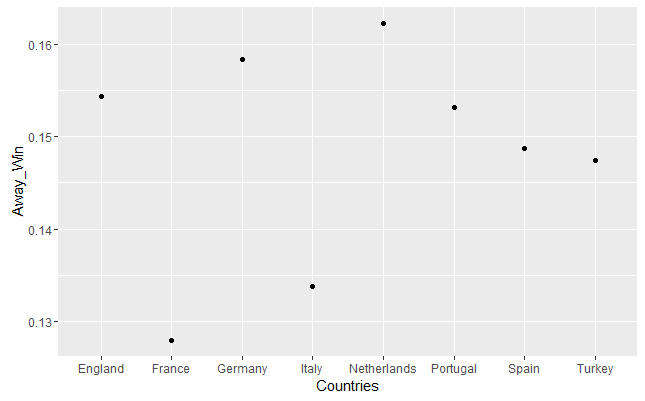 0.16
0.15
0.14
0.13
Away_Win
England France Germany Italy Netherlands Portugal Spain Turkey
Countries